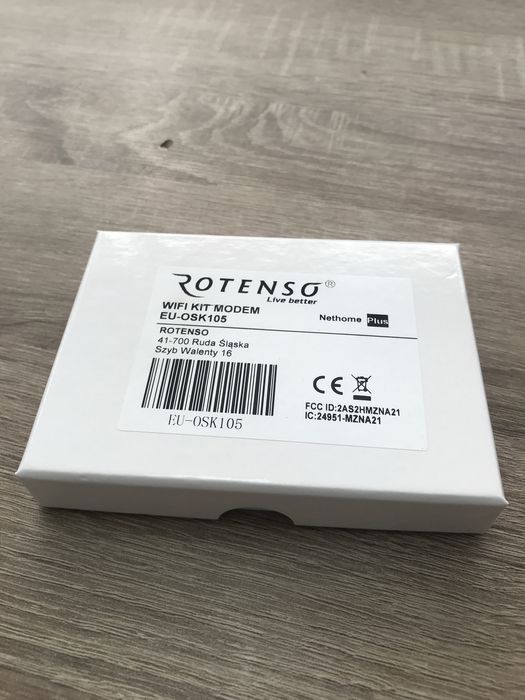 ROTENSO®
Live better
WIFI KIT MODEM
EU-OSK105
Nethome Plus
ROTENSO
41-700 Ruda Śląska
Szyb Walenty 16
CE
FCC ID:2AS2HMZNA21
IC:24951-MZNA21
EU-OSK105